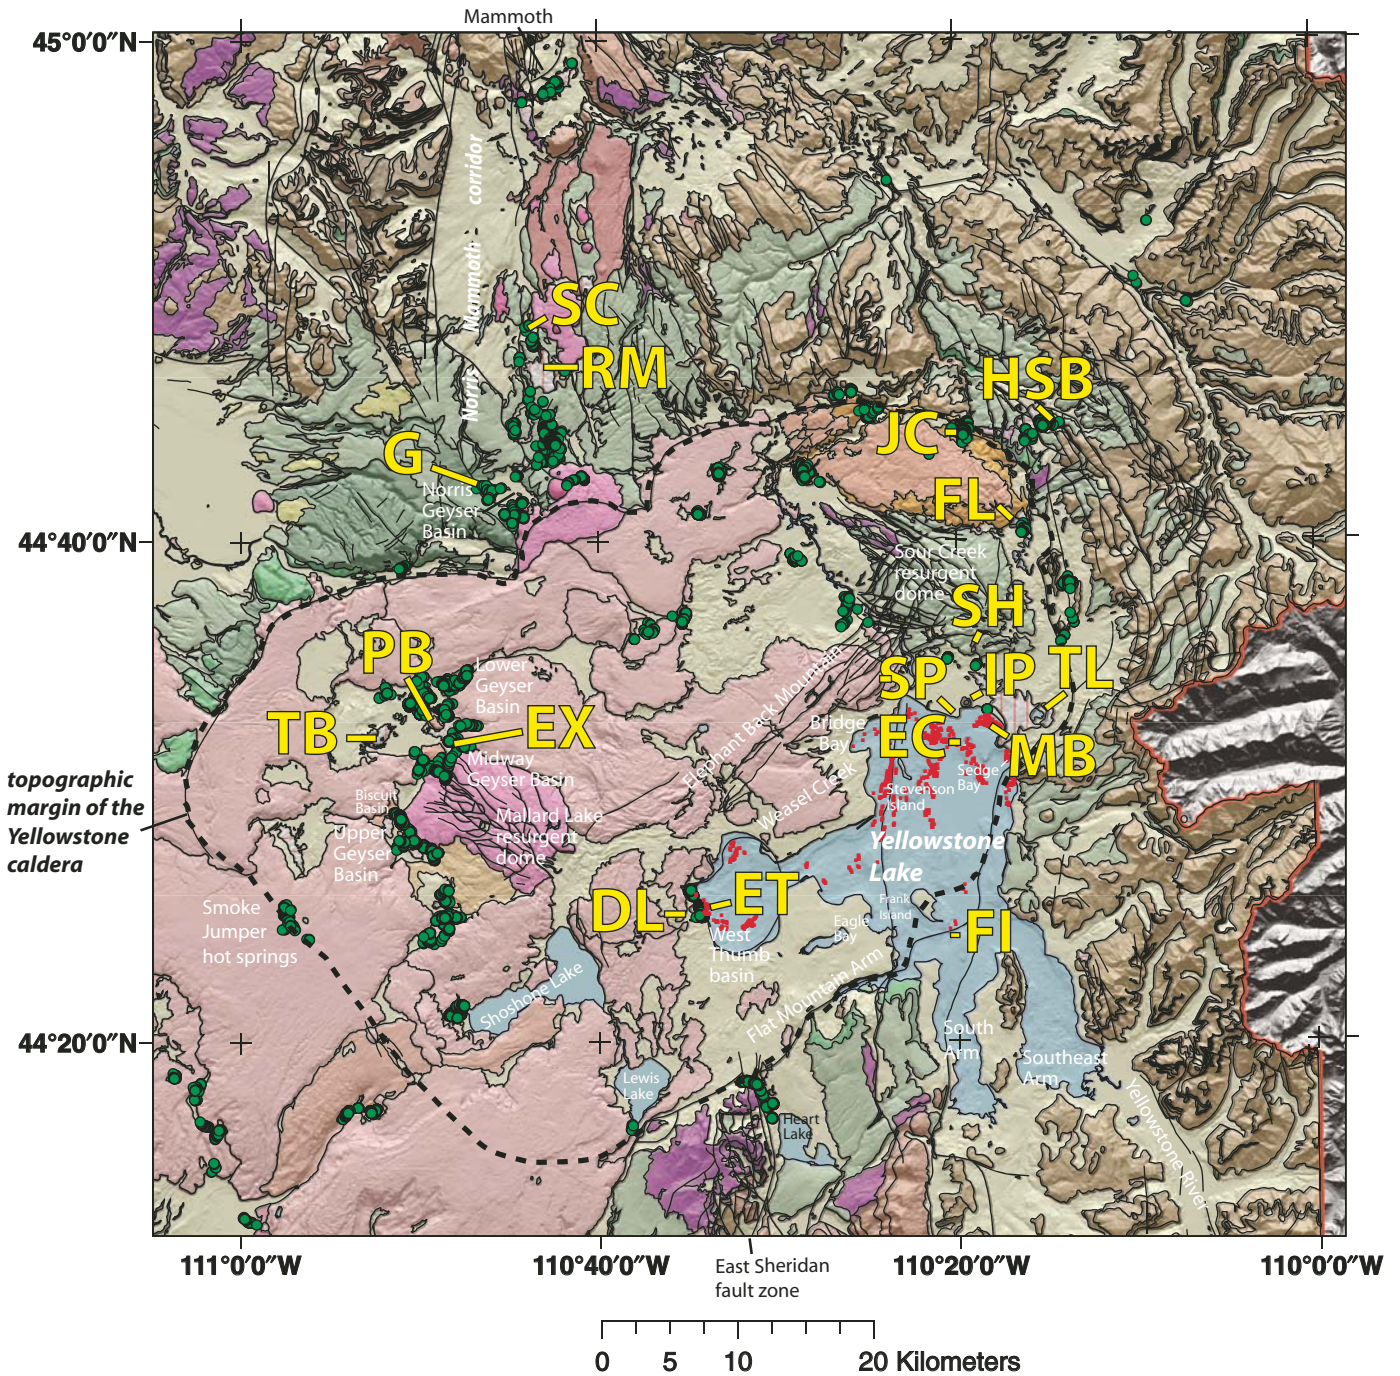 Mammoth
45°0′0″N
Norris Mammoth corridor
SC
RM
HSB
JC
G
Norris
Geyser
Basin
FL
44°40′0″N
Sour Creek
resurgent
dome
SH
PB
Lower
Geyser
Basin
SP
IP
TL
TB
EX
Elephant Back Mountain
Bridge
Bay
EC
MB
Midway
Geyser Basin
Sedge
Bay
topographic
margin of the
Yellowstone
caldera
Biscuit
Basin
Stevenson
Island
Weasel Creek
Mallard Lake
resurgent
dome
Upper
Geyser
Basin
Yellowstone
Lake
DL
ET
Frank
Island
Smoke
Jumper
hot springs
Eagle
Bay
West
Thumb
basin
FI
Flat Mountain Arm
Shoshone Lake
44°20′0″N
South
Arm
Southeast
Arm
Lewis
Lake
Heart
Lake
Yellowstone River
111°0′0″W
110°40′0″W
110°20′0″W
110°0′0″W
East Sheridan
fault zone
0 5 10 20 Kilometers